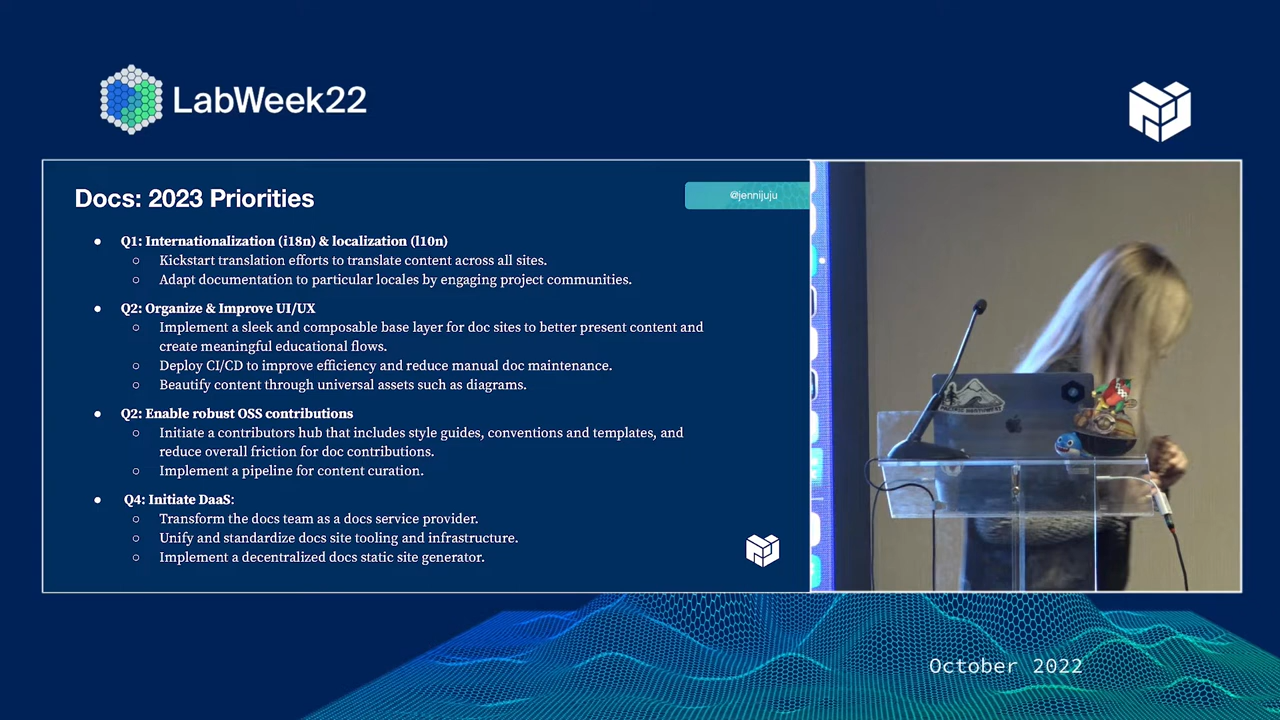 LabWeek22
Docs: 2023 Priorities
@jennijuju
● Q1: Internationalization (i18n) & localization (l10n)
○ Kickstart translation efforts to translate content across all sites.
○ Adapt documentation to particular locales by engaging project communities.
● Q2: Organize & Improve UI/UX
○ Implement a sleek and composable base layer for doc sites to better present content and
create meaningful educational flows.
○ Deploy CI/CD to improve efficiency and reduce manual doc maintenance.
○ Beautify content through universal assets such as diagrams.
● Q2: Enable robust OSS contributions
○ Initiate a contributors hub that includes style guides, conventions and templates, and
reduce overall friction for doc contributions.
○ Implement a pipeline for content curation.
● Q4: Initiate DaaS:
○ Transform the docs team as a docs service provider.
○ Unify and standardize docs site tooling and infrastructure.
○ Implement a decentralized docs static site generator.
October 2022